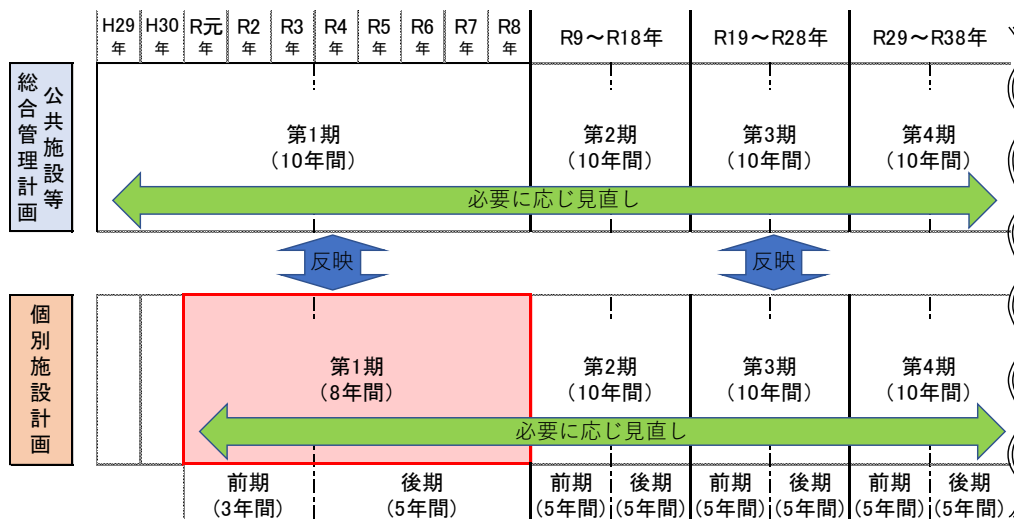 H29年 H30年 R元年 R2年 R3年 R4年 R5年 R6年 R7年 R8年 R9～R18年 R19～R28年 R29～R38年
公共施設等
総合管理計画
第1期
(10年間)
第2期
(10年間)
第3期
(10年間)
第4期
(10年間)
必要に応じ見直し
反映
反映
個別施設計画
第1期
(8年間)
第2期
(10年間)
第3期
(10年間)
第4期
(10年間)
必要に応じ見直し
前期
(3年間)
後期
(5年間)
前期
(5年間)
後期
(5年間)
前期
(5年間)
後期
(5年間)
前期
(5年間)
後期
(5年間)